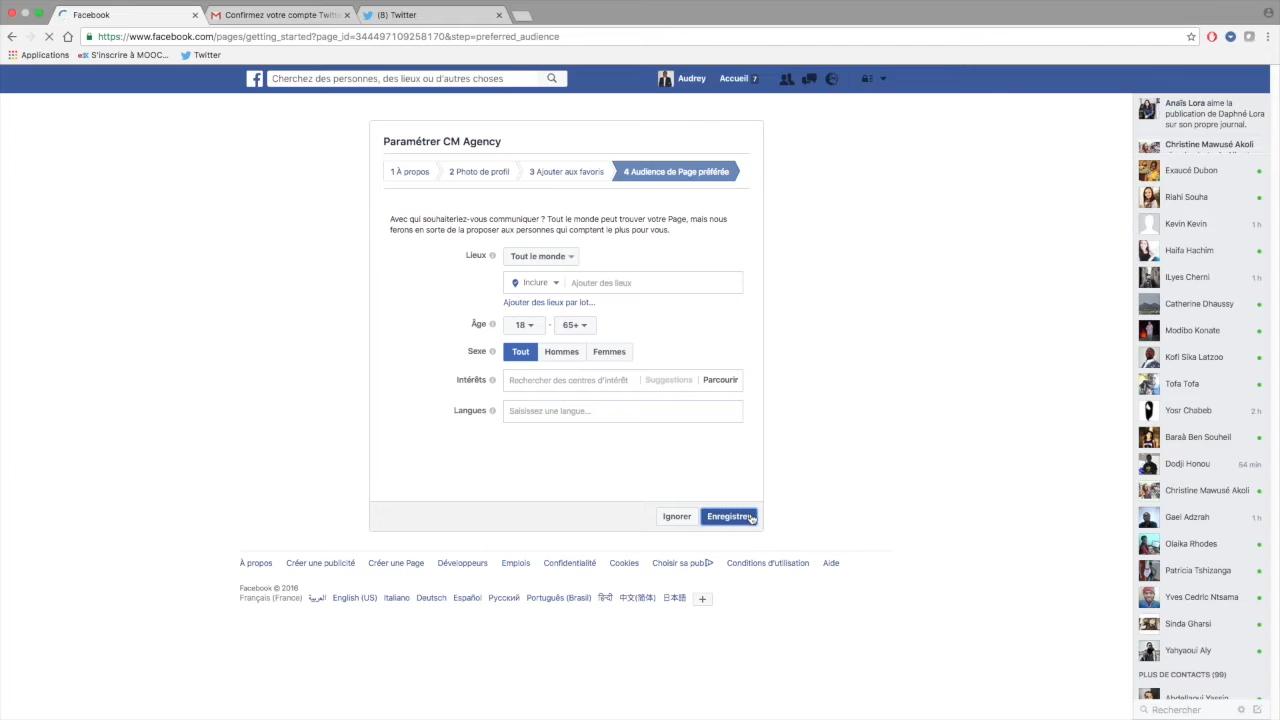 Facebook
Confirmez votre compte Twitte
(8) Twitter
https://www.facebook.com/pages/getting_started?page_id=344497109258170&step=preferred_audience
Applications
S'inscrire à MOOC...
Twitter
Cherchez des personnes, des lieux ou d'autres choses
Audrey
Accueil 7
Paramétrer CM Agency
1 À propos
2 Photo de profil
3 Ajouter aux favoris
4 Audience de Page préférée
Avec qui souhaiteriez-vous communiquer ? Tout le monde peut trouver votre Page, mais nous
ferons en sorte de la proposer aux personnes qui comptent le plus pour vous.
Lieux
Tout le monde
Inclure
Ajouter des lieux
Ajouter des lieux par lot...
Âge
18 - 65+
Sexe
Tout
Hommes
Femmes
Intérêts
Rechercher des centres d'intérêt
Suggestions
Parcourir
Langues
Saisissez une langue...
Ignorer
Enregistrer
À propos
Créer une publicité
Créer une Page
Développeurs
Emplois
Confidentialité
Cookies
Choisir sa pub
Conditions d'utilisation
Aide
Facebook © 2016
Français (France)
العربية
English (US)
Italiano
Deutsch
Español
Русский
Português (Brasil)
हिन्दी
中文(简体)
日本語
+
Anaïs Lora aime la
publication de Daphné Lora
sur son propre journal.
Christine Mawusé Akoli
Exaucé Dubon
Riahi Souha
Kevin Kevin 1 h
Haifa Hachim
ILyes Cherni 1 h
Catherine Dhaussy
Modibo Konate
Kofi Sika Latzoo
Tofa Tofa
Yosr Chabeb 2 h
Baraà Ben Souheil
Dodji Honou 54 min
Christine Mawusé Akoli
Gael Adzrah 1 h
Olaika Rhodes
Patricia Tshizanga
Yves Cedric Ntsama
Sinda Gharsi
Yahyaoui Aly
PLUS DE CONTACTS (99)
Abdellaoui Yassin
Rechercher